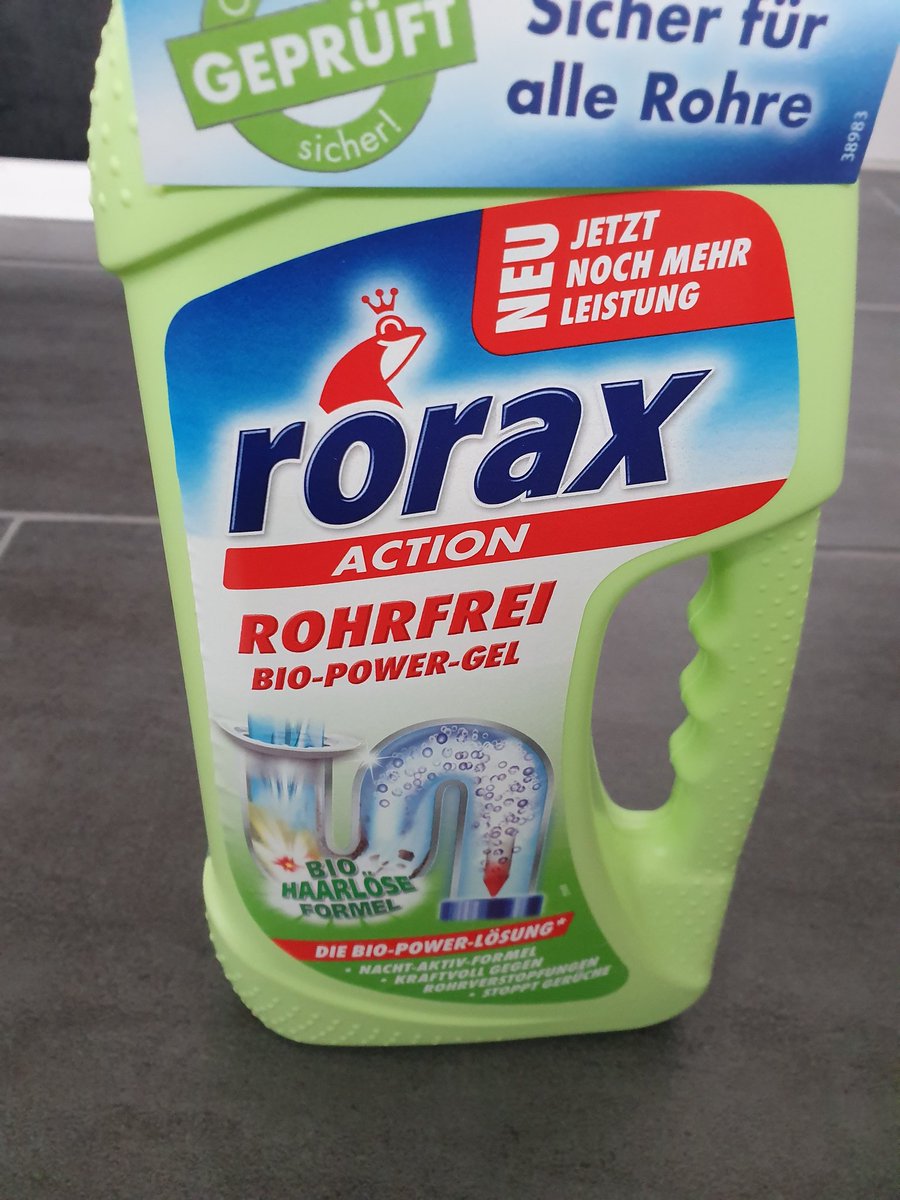 GEPRÜFT
sicher!
Sicher für
alle Rohre
38983
NEU
JETZT
NOCH MEHR
LEISTUNG
rorax
ACTION
ROHRFREI
BIO-POWER-GEL
BIO
HAARLÖSE
FORMEL
DIE BIO-POWER-LÖSUNG*
• NACHT-AKTIV-FORMEL
• KRAFTVOLL GEGEN
ROHRVERSTOPFUNGEN
• STOPPT GERÜCHE